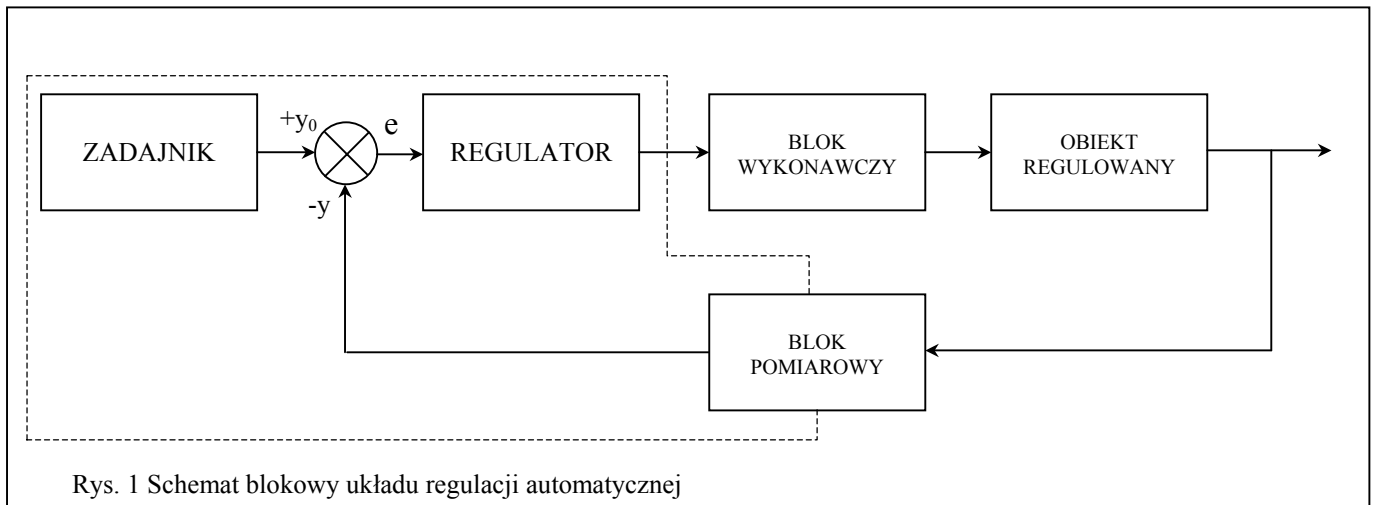 ZADAJNIK
+y₀
e
-y
REGULATOR
BLOK
WYKONAWCZY
OBIEKT
REGULOWANY
BLOK
POMIAROWY
Rys. 1 Schemat blokowy układu regulacji automatycznej